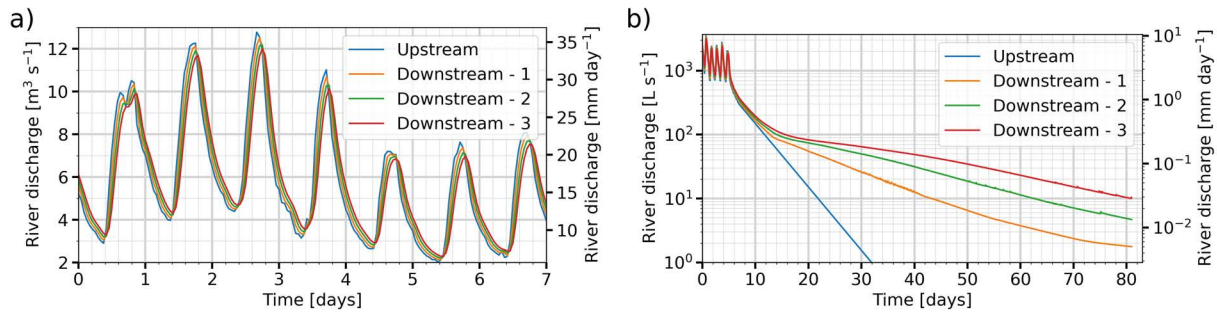 a)
River discharge [m³ s⁻¹]
12
10
8
6
4
2
0
1
2
3
4
5
6
7
Time [days]
35
30
25
20
15
10
River discharge [mm day⁻¹]
Upstream
Downstream - 1
Downstream - 2
Downstream - 3
b)
River discharge [L s⁻¹]
10³
10²
10¹
10⁰
0
10
20
30
40
50
60
70
80
Time [days]
10¹
10⁰
10⁻¹
10⁻²
River discharge [mm day⁻¹]
Upstream
Downstream - 1
Downstream - 2
Downstream - 3